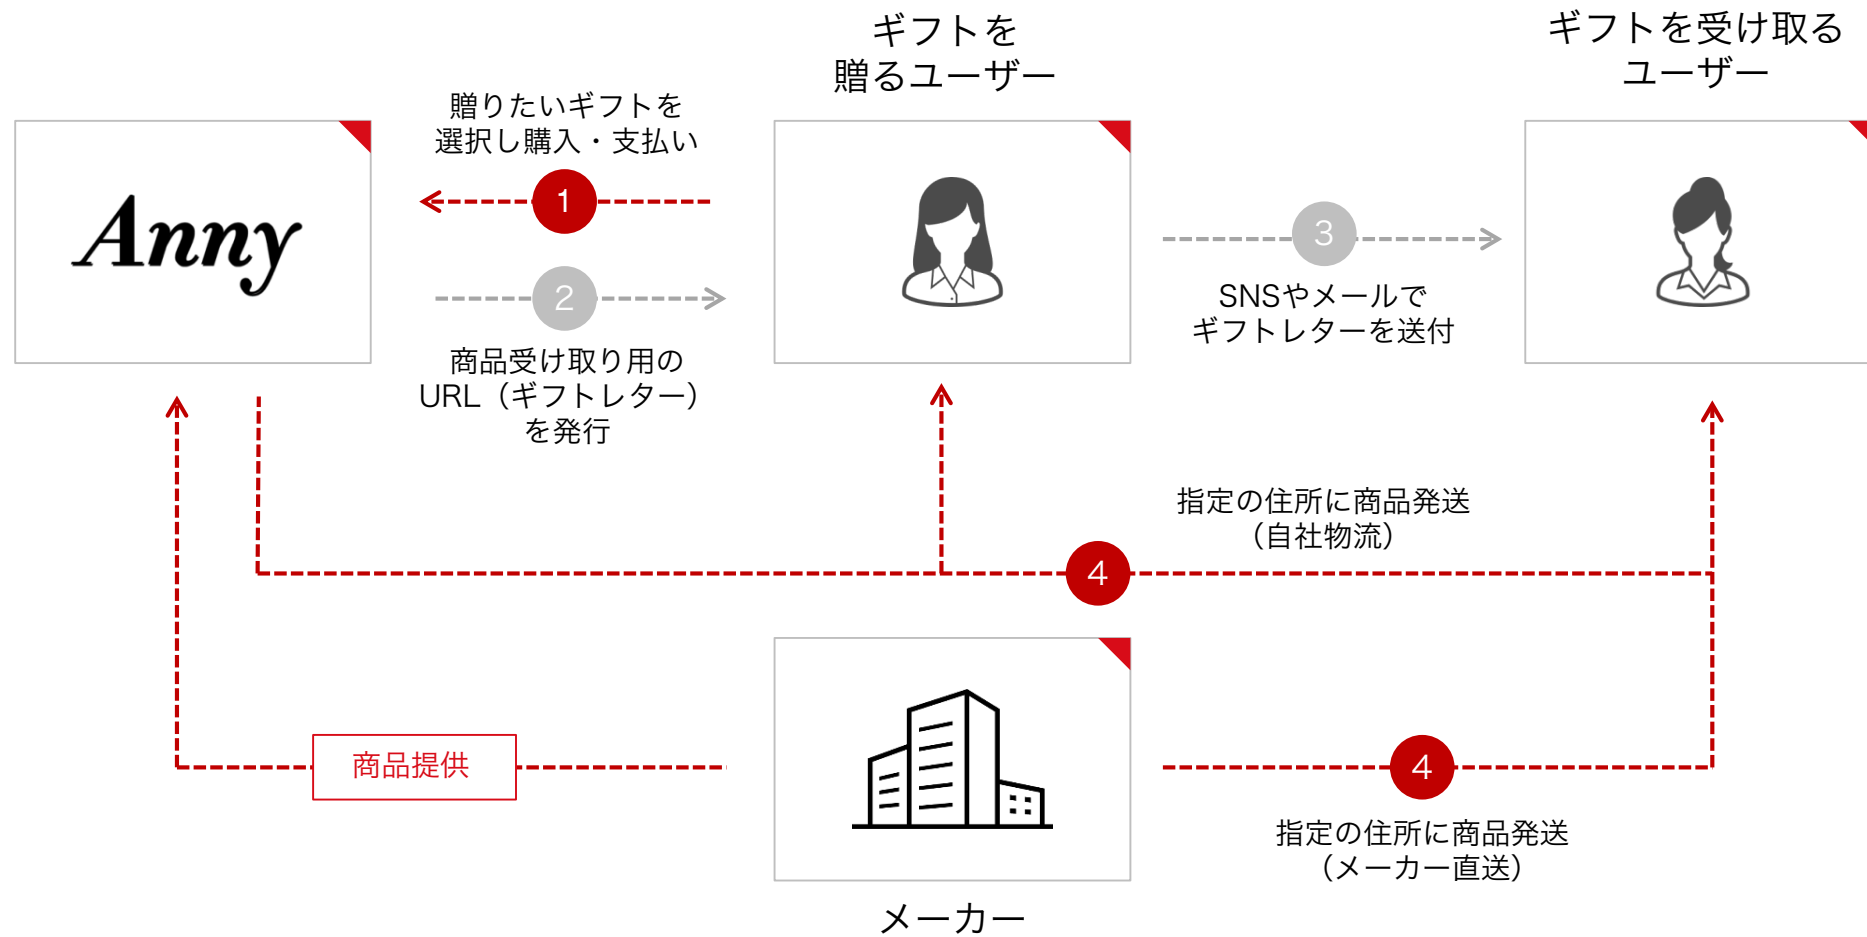 ギフトを
贈るユーザー
ギフトを受け取る
ユーザー
贈りたいギフトを
選択し購入・支払い
1
Anny
2
商品受け取り用の
URL（ギフトレター）
を発行
3
SNSやメールで
ギフトレターを送付
指定の住所に商品発送
（自社物流）
4
商品提供
4
指定の住所に商品発送
（メーカー直送）
メーカー